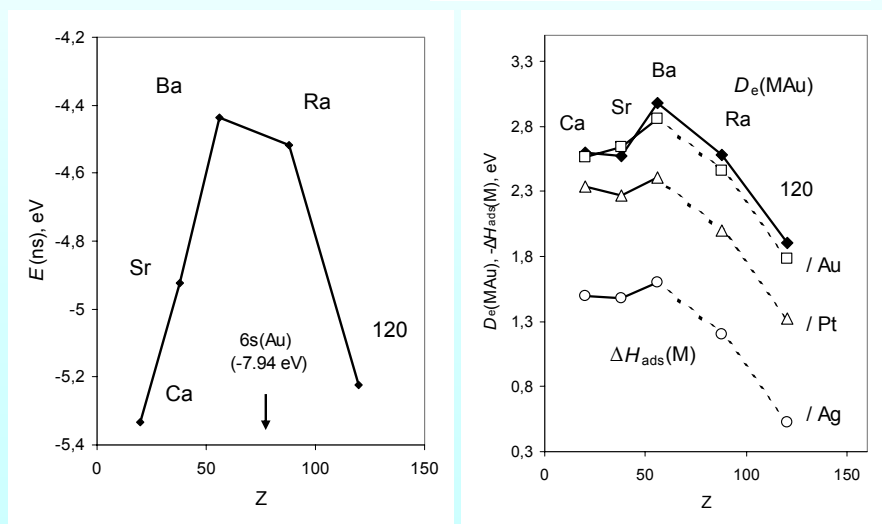 -4,2
-4,4
-4,6
-4,8
-5
-5,2
-5,4
0
50
100
150
E (ns), eV
Z
Ba
Ra
Sr
Ca
120
6s(Au)
(-7.94 eV)
3,3
2,8
2,3
1,8
1,3
0,8
0,3
0
50
100
150
De(MAu), -ΔHads(M), eV
Z
Ba
De(MAu)
Sr
Ca
Ra
120
/ Au
/ Pt
ΔHads(M)
/ Ag